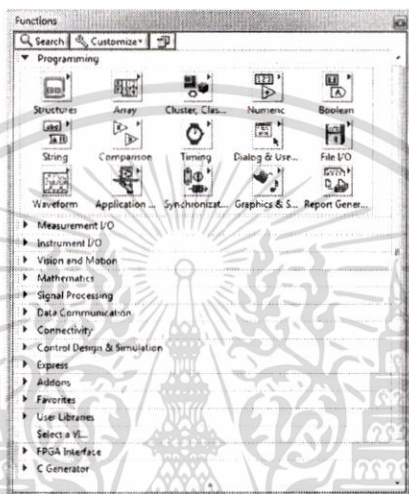 Functions
Search Customize
Programming
Structures Array Cluster, Clas... Numeric Boolean
String Comparison Timing Dialog & Use... File I/O
Waveform Application ... Synchronizat... Graphics & S... Report Gener...
Measurement I/O
Instrument I/O
Vision and Motion
Mathematics
Signal Processing
Data Communication
Connectivity
Control Design & Simulation
Express
Addons
Favorites
User Libraries
Select a VI...
FPGA Interface
C Generator